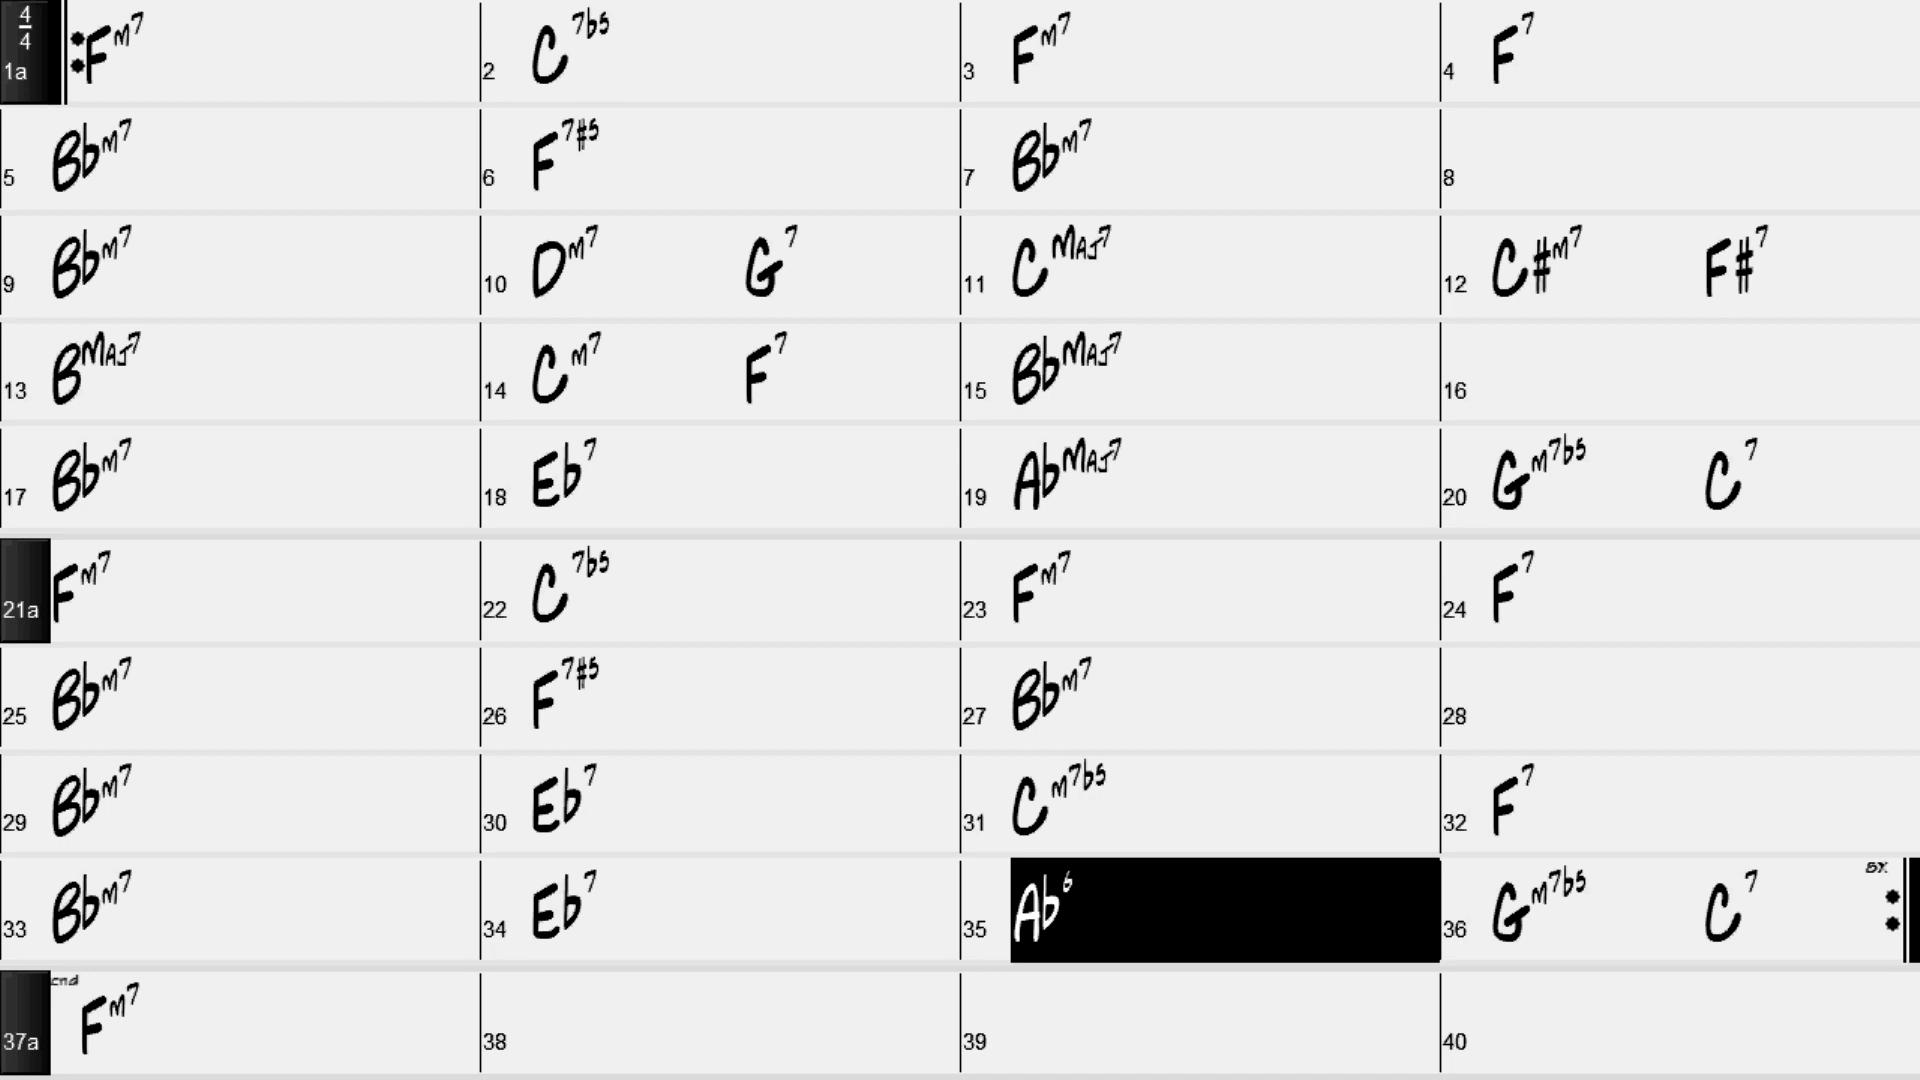 4/4 1a Fm7 2 C7b5 3 Fm7 4 F7
5 Bbm7 6 F7#5 7 Bbm7 8
9 Bbm7 10 Dm7 G7 11 CMAJ7 12 C#m7 F#7
13 BMAJ7 14 Cm7 F7 15 BbMAJ7 16
17 Bbm7 18 Eb7 19 AbMAJ7 20 Gm7b5 C7
21a Fm7 22 C7b5 23 Fm7 24 F7
25 Bbm7 26 F7#5 27 Bbm7 28
29 Bbm7 30 Eb7 31 Cm7b5 32 F7
33 Bbm7 34 Eb7 35 Ab6 36 Gm7b5 C7
37a end Fm7 38 39 40